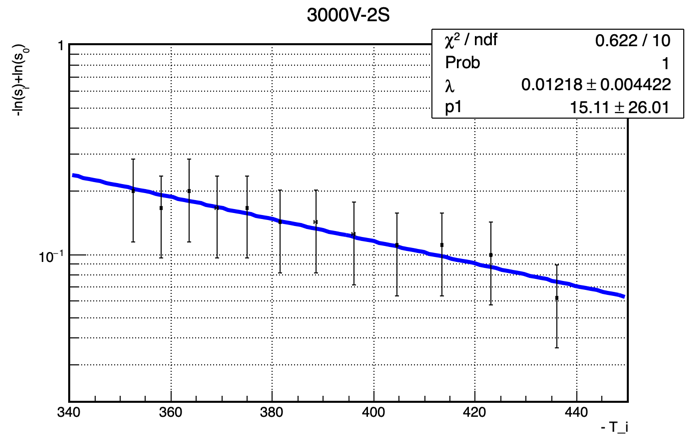 3000V-2S
χ² / ndf 0.622 / 10
Prob 1
λ 0.01218 ± 0.004422
p1 15.11 ± 26.01
-ln(s_i)+ln(s_0)
1
10⁻¹
340 360 380 400 420 440
- T_i